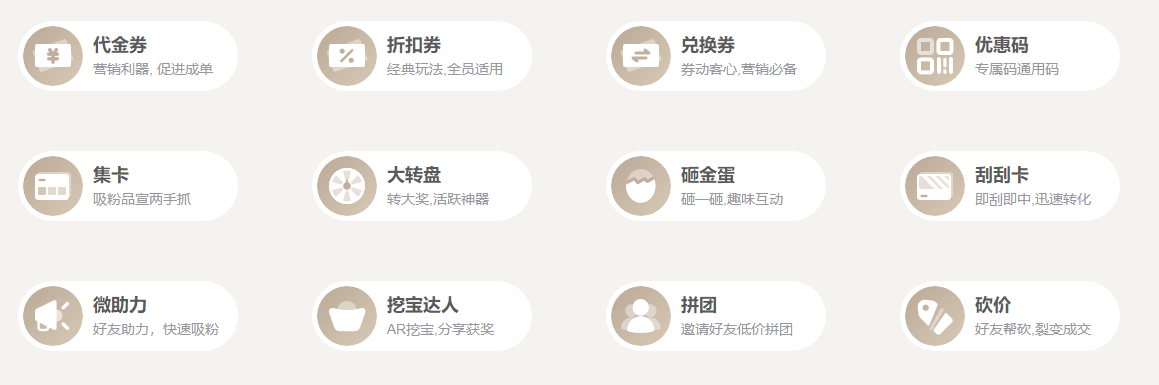 代金券
营销利器, 促进成单
折扣券
经典玩法,全员适用
兑换券
券动客心,营销必备
优惠码
专属码通用码
集卡
吸粉品宣两手抓
大转盘
转大奖,活跃神器
砸金蛋
砸一砸,趣味互动
刮刮卡
即刮即中,迅速转化
微助力
好友助力，快速吸粉
挖宝达人
AR挖宝,分享获奖
拼团
邀请好友低价拼团
砍价
好友帮砍,裂变成交